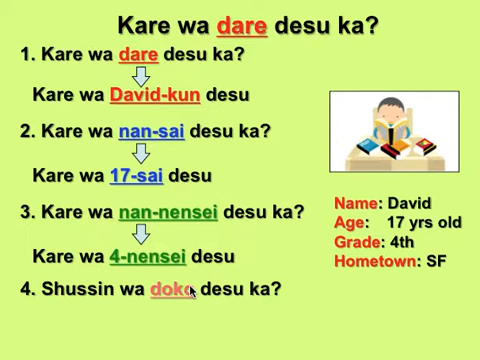 Kare wa dare desu ka?
1. Kare wa dare desu ka?
Kare wa David-kun desu
2. Kare wa nan-sai desu ka?
Kare wa 17-sai desu
3. Kare wa nan-nensei desu ka?
Kare wa 4-nensei desu
4. Shussin wa doko desu ka?
Name: David
Age: 17 yrs old
Grade: 4th
Hometown: SF